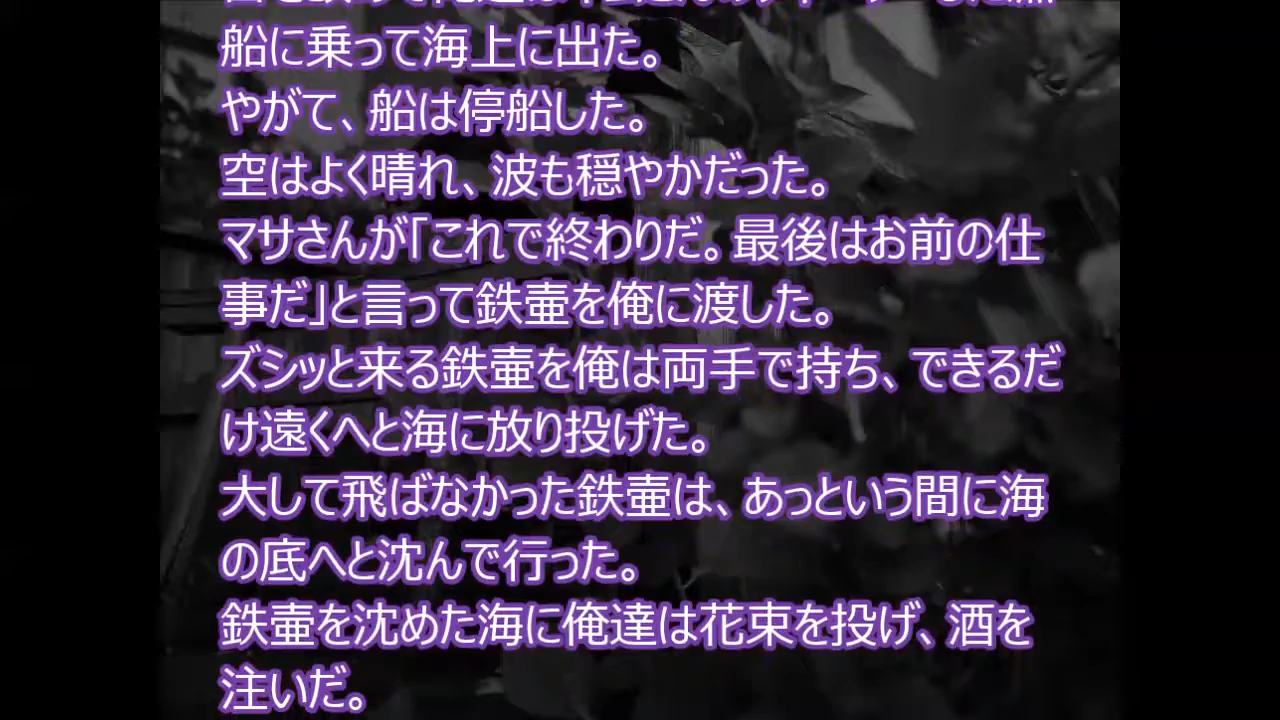 船に乗って海上に出た。
やがて、船は停船した。
空はよく晴れ、波も穏やかだった。
マサさんが「これで終わりだ。最後はお前の仕
事だ」と言って鉄壷を俺に渡した。
ズシッと来る鉄壷を俺は両手で持ち、できるだ
け遠くへと海に放り投げた。
大して飛ばなかった鉄壷は、あっという間に海
の底へと沈んで行った。
鉄壷を沈めた海に俺達は花束を投げ、酒を
注いだ。